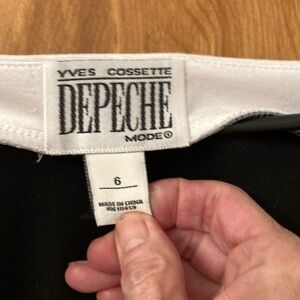 YVES COSSETTE
DEPECHE
MODE
6
MADE IN CHINA